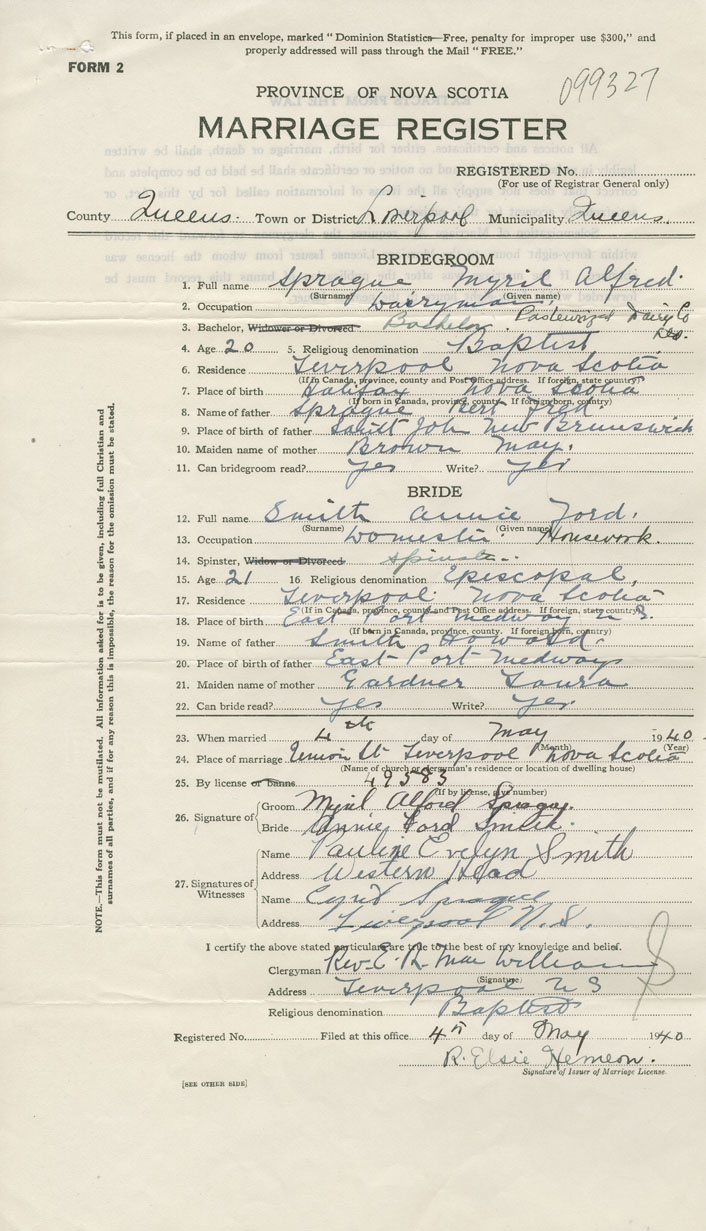 This form, if placed in an envelope, marked "Dominion Statistics—Free, penalty for improper use $300," and
properly addressed will pass through the Mail "FREE."
FORM 2
099327
PROVINCE OF NOVA SCOTIA
MARRIAGE REGISTER
REGISTERED No.
(For use of Registrar General only)
County Queens. Town or District Liverpool Municipality Queens.
BRIDEGROOM
1. Full name Sprague Myril Alfred.
(Surname) (Given name)
2. Occupation Dairyman, Pasteurized Dairy Co Ltd.
3. Bachelor, Widower or Divorced Bachelor.
4. Age 20 5. Religious denomination Baptist
6. Residence Liverpool Nova Scotia
(If in Canada, province, county and Post Office address. If foreign, state country)
7. Place of birth Halifax Nova Scotia
(If born in Canada, province, county. If foreign born, country)
8. Name of father Sprague Bert Fred.
9. Place of birth of father Saint John New Brunswick
10. Maiden name of mother Brown May.
11. Can bridegroom read? yes Write? yes
BRIDE
12. Full name Smith Annie Ford.
(Surname) (Given name)
13. Occupation Domestic. Housework.
14. Spinster, Widow or Divorced Spinster.
15. Age 21 16. Religious denomination Episcopal,
17. Residence Liverpool Nova Scotia
(If in Canada, province, county and Post Office address. If foreign, state country)
18. Place of birth East Port Medway N.S.
(If born in Canada, province, county. If foreign born, country)
19. Name of father Smith Howard.
20. Place of birth of father East Port Medway
21. Maiden name of mother Gardner Laura
22. Can bride read? yes Write? yes
23. When married 4th day of May 1940
(Month) (Year)
24. Place of marriage Union St Liverpool Nova Scotia
(Name of church or clergyman's residence or location of dwelling house)
25. By license or banns 49583
(If by license, give number)
26. Signature of Groom Myril Alford Sprague.
Bride Annie Ford Smith.
27. Signatures of Witnesses
Name Pauline Evelyn Smith
Address Western Head
Name Cyril Sprague
Address Liverpool N.S.
I certify the above stated particulars are true to the best of my knowledge and belief.
Clergyman Rev. E. R. MacWilliam
(Signature)
Address Liverpool N S
Religious denomination Baptist
Registered No. Filed at this office 4th day of May 1940
R. Elsie Hemeon.
Signature of Issuer of Marriage License.
[SEE OTHER SIDE]
NOTE.—This form must not be mutilated. All information asked for is to be given, including full Christian and
surnames of all parties, and if for any reason this is impossible, the reason for the omission must be stated.